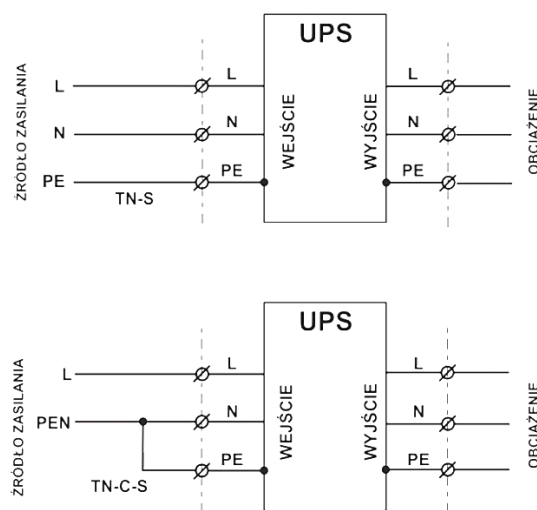 UPS
L L L
N N N
PE PE PE
TN-S
ŹRÓDŁO ZASILANIA
WEJŚCIE
WYJŚCIE
OBCIĄŻENIE
UPS
L L L
PEN N N
PE PE
TN-C-S
ŹRÓDŁO ZASILANIA
WEJŚCIE
WYJŚCIE
OBCIĄŻENIE